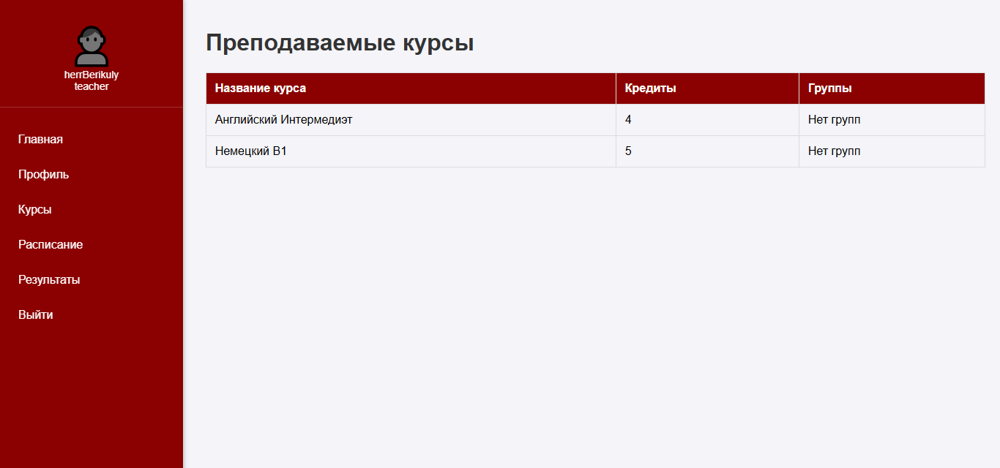 herrBerikuly
teacher
Главная
Профиль
Курсы
Расписание
Результаты
Выйти
Преподаваемые курсы
Название курса Кредиты Группы
Английский Интермедиэт 4 Нет групп
Немецкий B1 5 Нет групп